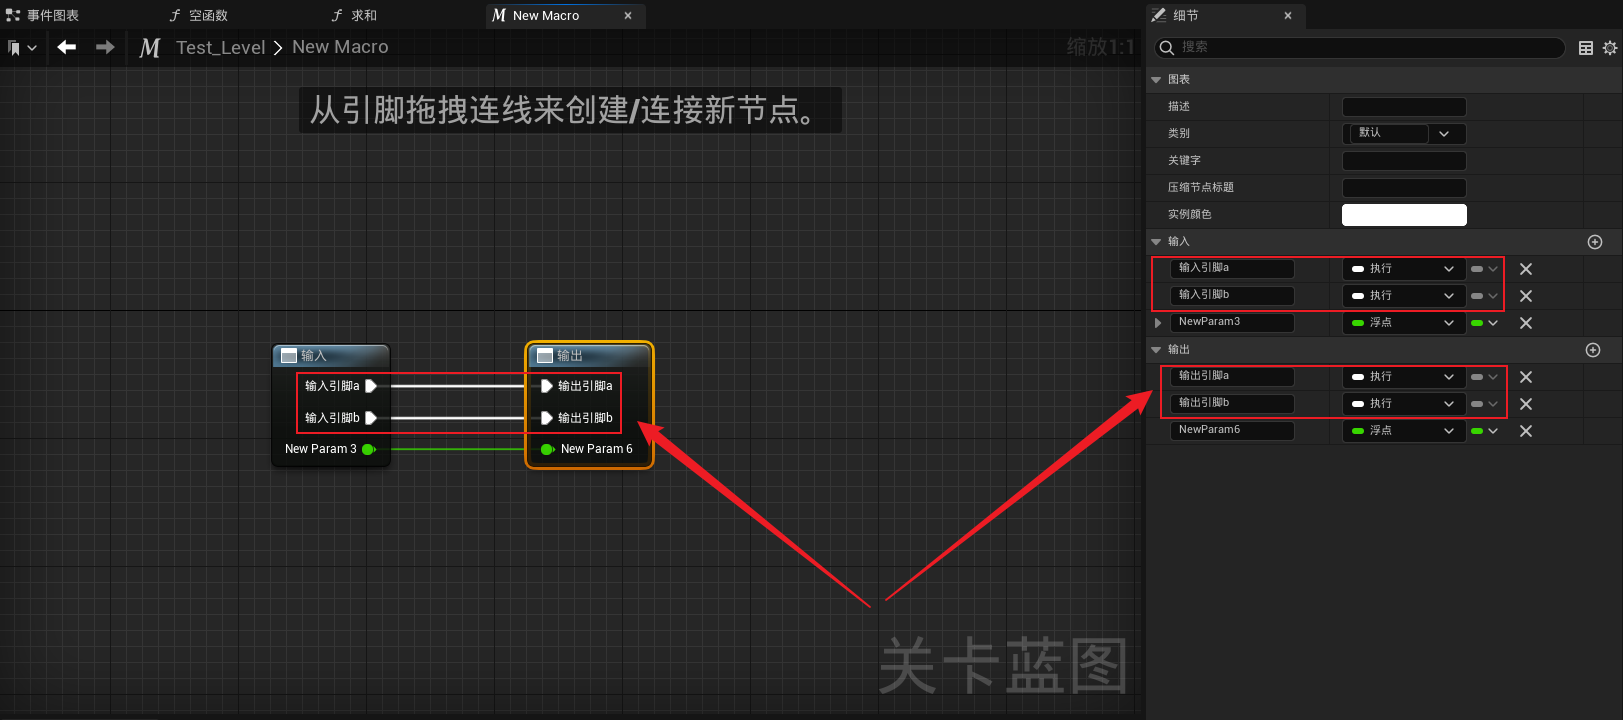 事件图表
空函数
求和
New Macro
Test_Level > New Macro
缩放1:1
从引脚拖拽连线来创建/连接新节点。
输入
输入引脚a
输入引脚b
New Param 3
输出
输出引脚a
输出引脚b
New Param 6
关卡蓝图
细节
搜索
图表
描述
类别 默认
关键字
压缩节点标题
实例颜色
输入
输入引脚a 执行
输入引脚b 执行
NewParam3 浮点
输出
输出引脚a 执行
输出引脚b 执行
NewParam6 浮点